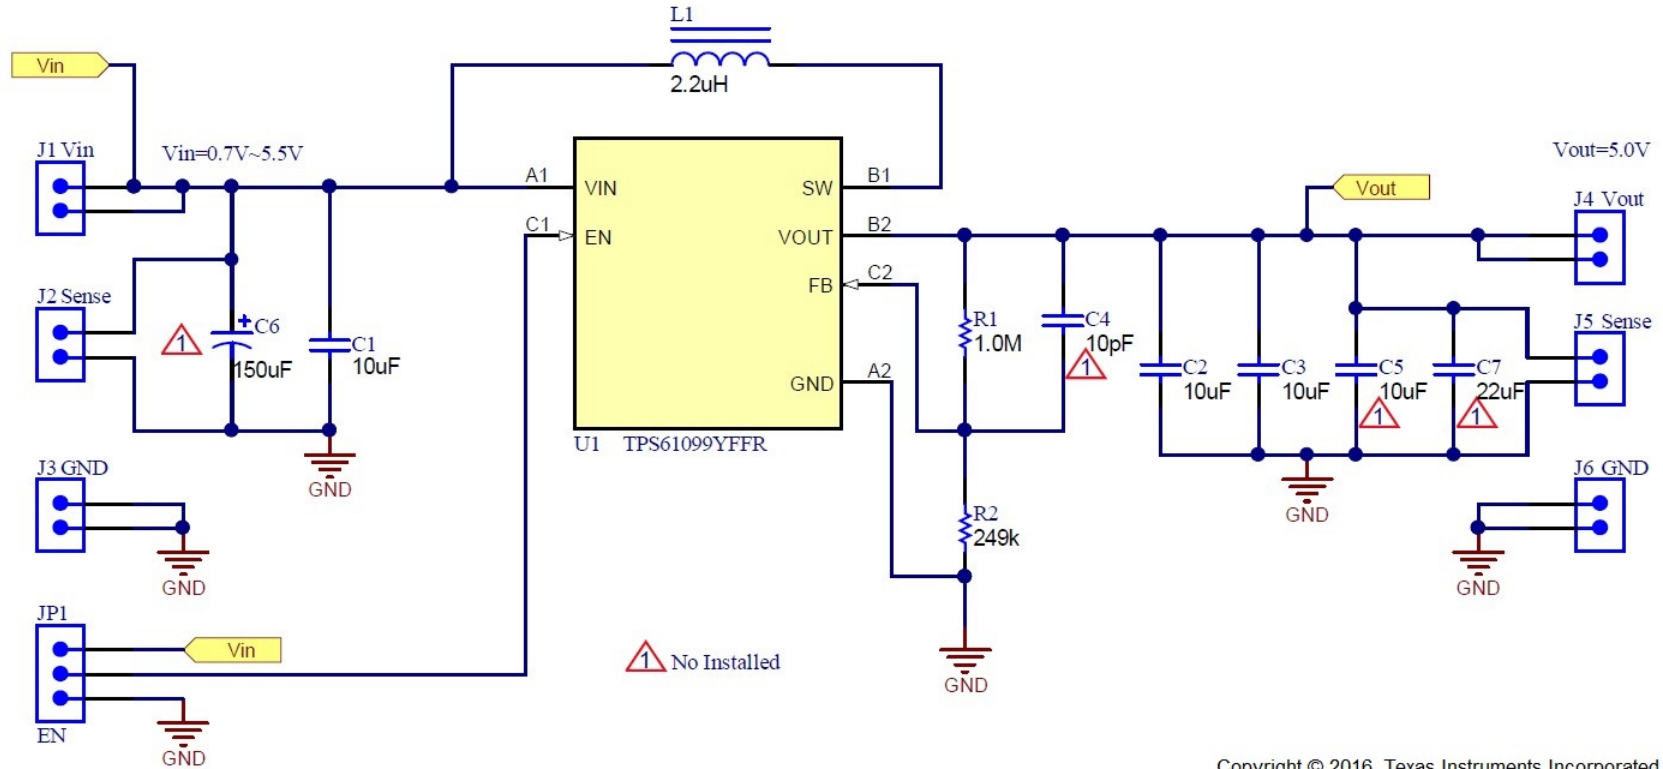 L1
2.2uH
Vin
J1 Vin
Vin=0.7V~5.5V
A1
VIN
SW
B1
C1
EN
VOUT
B2
FB
C2
GND
A2
U1 TPS61099YFFR
Vout=5.0V
Vout
J4 Vout
J2 Sense
1
C6
150uF
C1
10uF
GND
R1
1.0M
C4
10pF
1
C2
10uF
C3
10uF
C5
10uF
1
C7
22uF
1
J5 Sense
GND
J3 GND
GND
R2
249k
GND
J6 GND
GND
JP1
Vin
EN
GND
1 No Installed
Copyright © 2016, Texas Instruments Incorporated